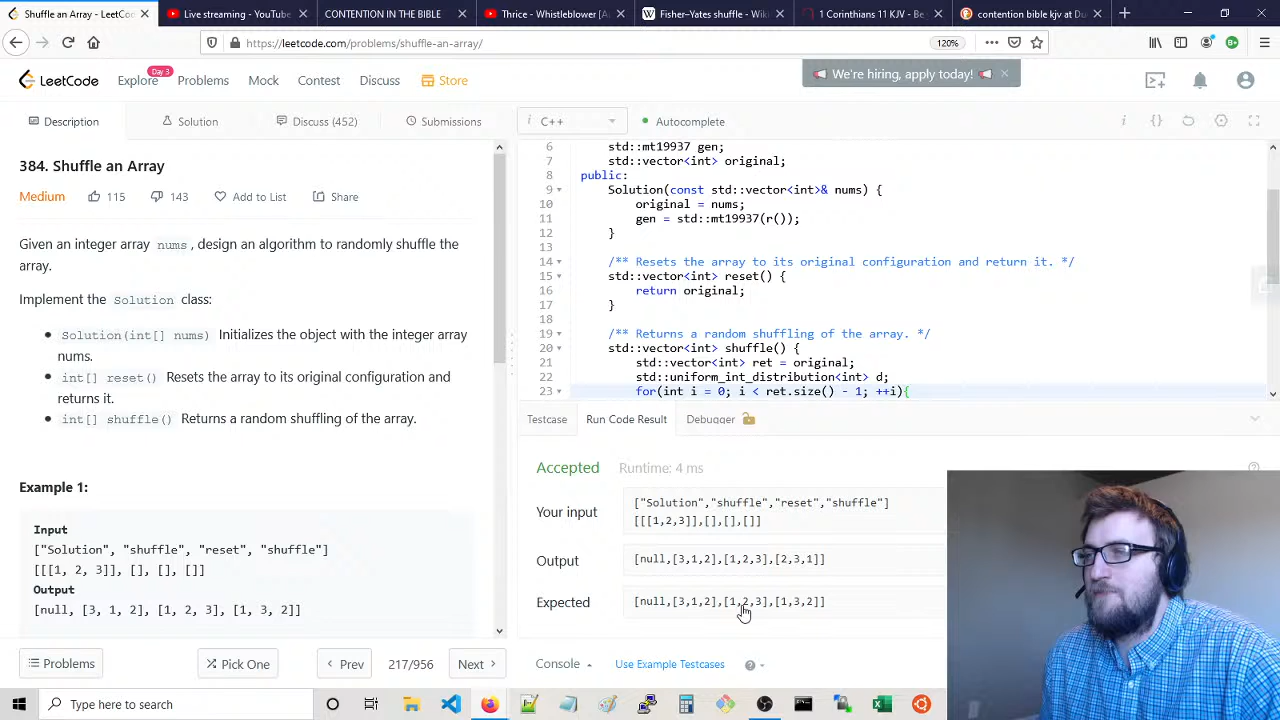 Shuffle an Array - LeetCode
Live streaming - YouTube
CONTENTION IN THE BIBLE
Thrice - Whistleblower [A
Fisher–Yates shuffle - Wiki
1 Corinthians 11 KJV - Be
contention bible kjv at Du
https://leetcode.com/problems/shuffle-an-array/
120%
LeetCode
Explore
Day 3
Problems
Mock
Contest
Discuss
Store
We're hiring, apply today!
Description
Solution
Discuss (452)
Submissions
C++
Autocomplete
384. Shuffle an Array
Medium
115
143
Add to List
Share
Given an integer array nums, design an algorithm to randomly shuffle the
array.
Implement the Solution class:
Solution(int[] nums) Initializes the object with the integer array
nums.
int[] reset() Resets the array to its original configuration and
returns it.
int[] shuffle() Returns a random shuffling of the array.
Example 1:
Input
["Solution", "shuffle", "reset", "shuffle"]
[[[1, 2, 3]], [], [], []]
Output
[null, [3, 1, 2], [1, 2, 3], [1, 3, 2]]
Problems
Pick One
Prev
217/956
Next
6 std::mt19937 gen;
7 std::vector<int> original;
8 public:
9 Solution(const std::vector<int>& nums) {
10 original = nums;
11 gen = std::mt19937(r());
12 }
13
14 /** Resets the array to its original configuration and return it. */
15 std::vector<int> reset() {
16 return original;
17 }
18
19 /** Returns a random shuffling of the array. */
20 std::vector<int> shuffle() {
21 std::vector<int> ret = original;
22 std::uniform_int_distribution<int> d;
23 for(int i = 0; i < ret.size() - 1; ++i){
Testcase
Run Code Result
Debugger
Accepted
Runtime: 4 ms
Your input
["Solution","shuffle","reset","shuffle"]
[[[1,2,3]],[],[],[]]
Output
[null,[3,1,2],[1,2,3],[2,3,1]]
Expected
[null,[3,1,2],[1,2,3],[1,3,2]]
Console
Use Example Testcases
Type here to search